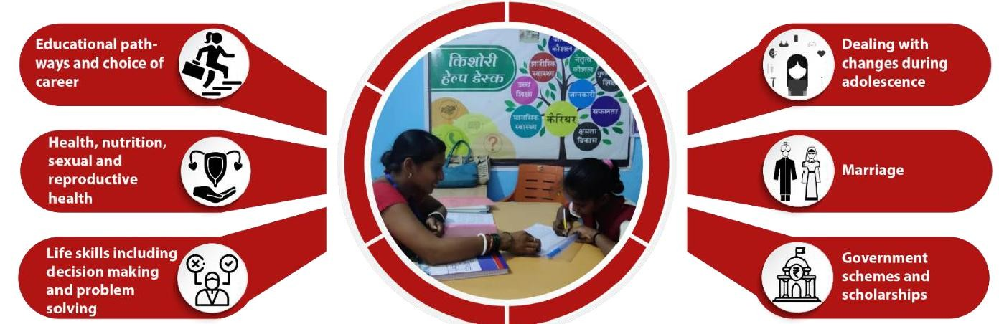 Educational path-
ways and choice of
career
Health, nutrition,
sexual and
reproductive
health
Life skills including
decision making
and problem
solving
किशोरी
हेल्प डेस्क
कौशल
शारीरिक
स्वास्थ्य
नेतृत्व
कौशल
उच्च
शिक्षा
जानकारी
मानसिक
स्वास्थ्य
कैरियर
सफलता
क्षमता
विकास
?
Dealing with
changes during
adolescence
Marriage
Government
schemes and
scholarships
₹